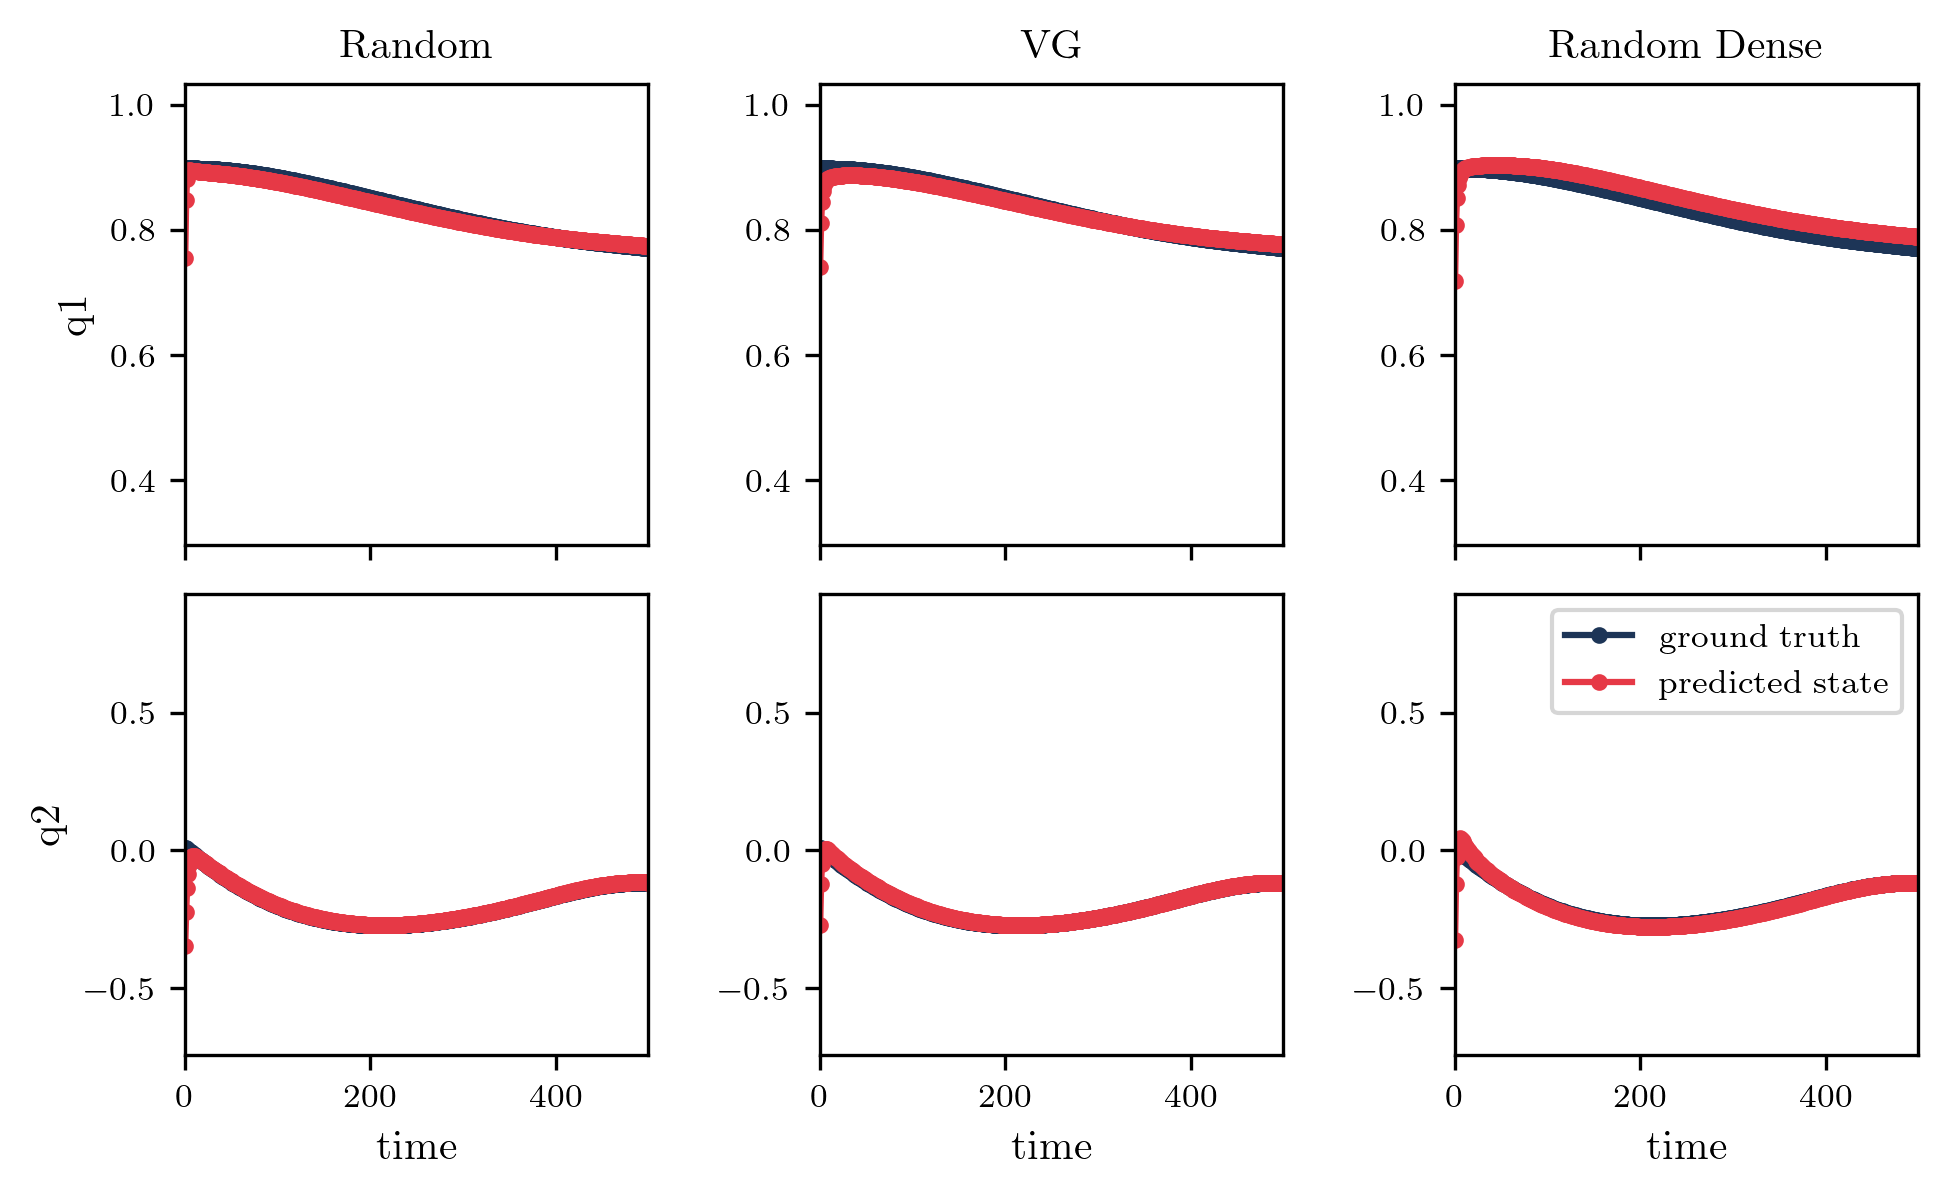 Random VG Random Dense
1.0 1.0 1.0
0.8 0.8 0.8
q1
0.6 0.6 0.6
0.4 0.4 0.4
ground truth
predicted state
0.5 0.5 0.5
q2
0.0 0.0 0.0
−0.5 −0.5 −0.5
0 200 400 0 200 400 0 200 400
time time time